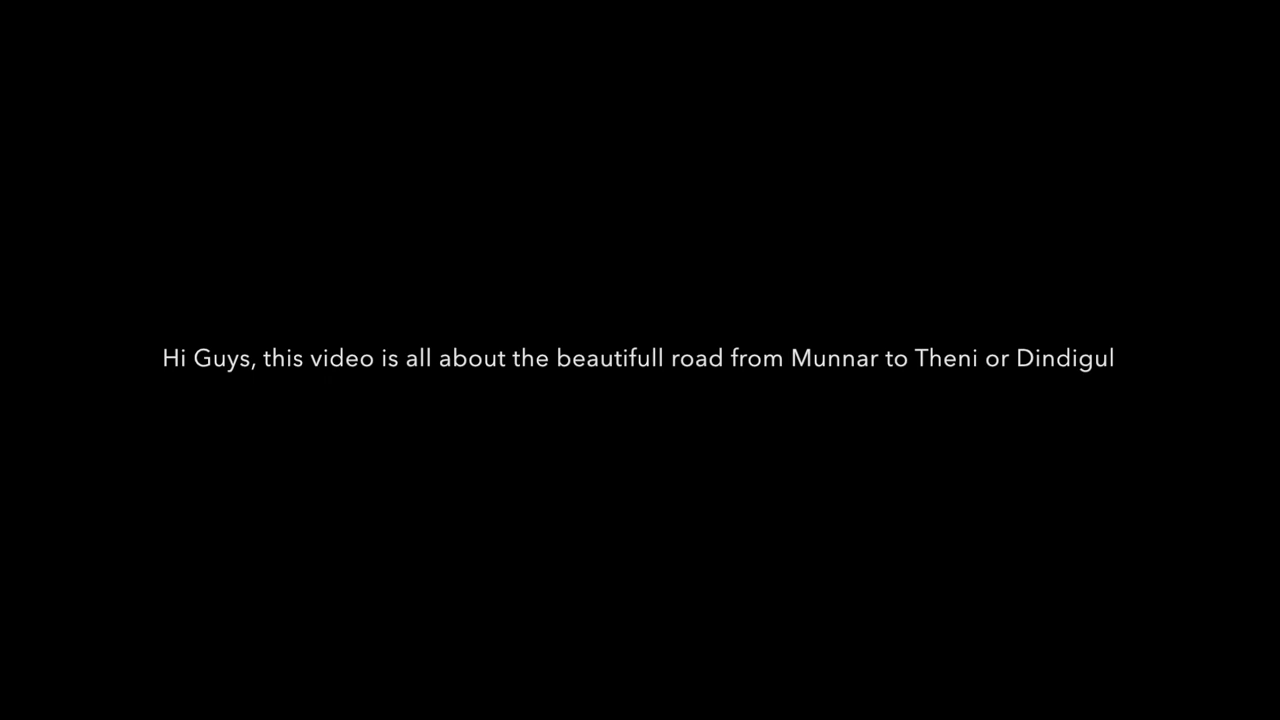 Hi Guys, this video is all about the beautifull road from Munnar to Theni or Dindigul